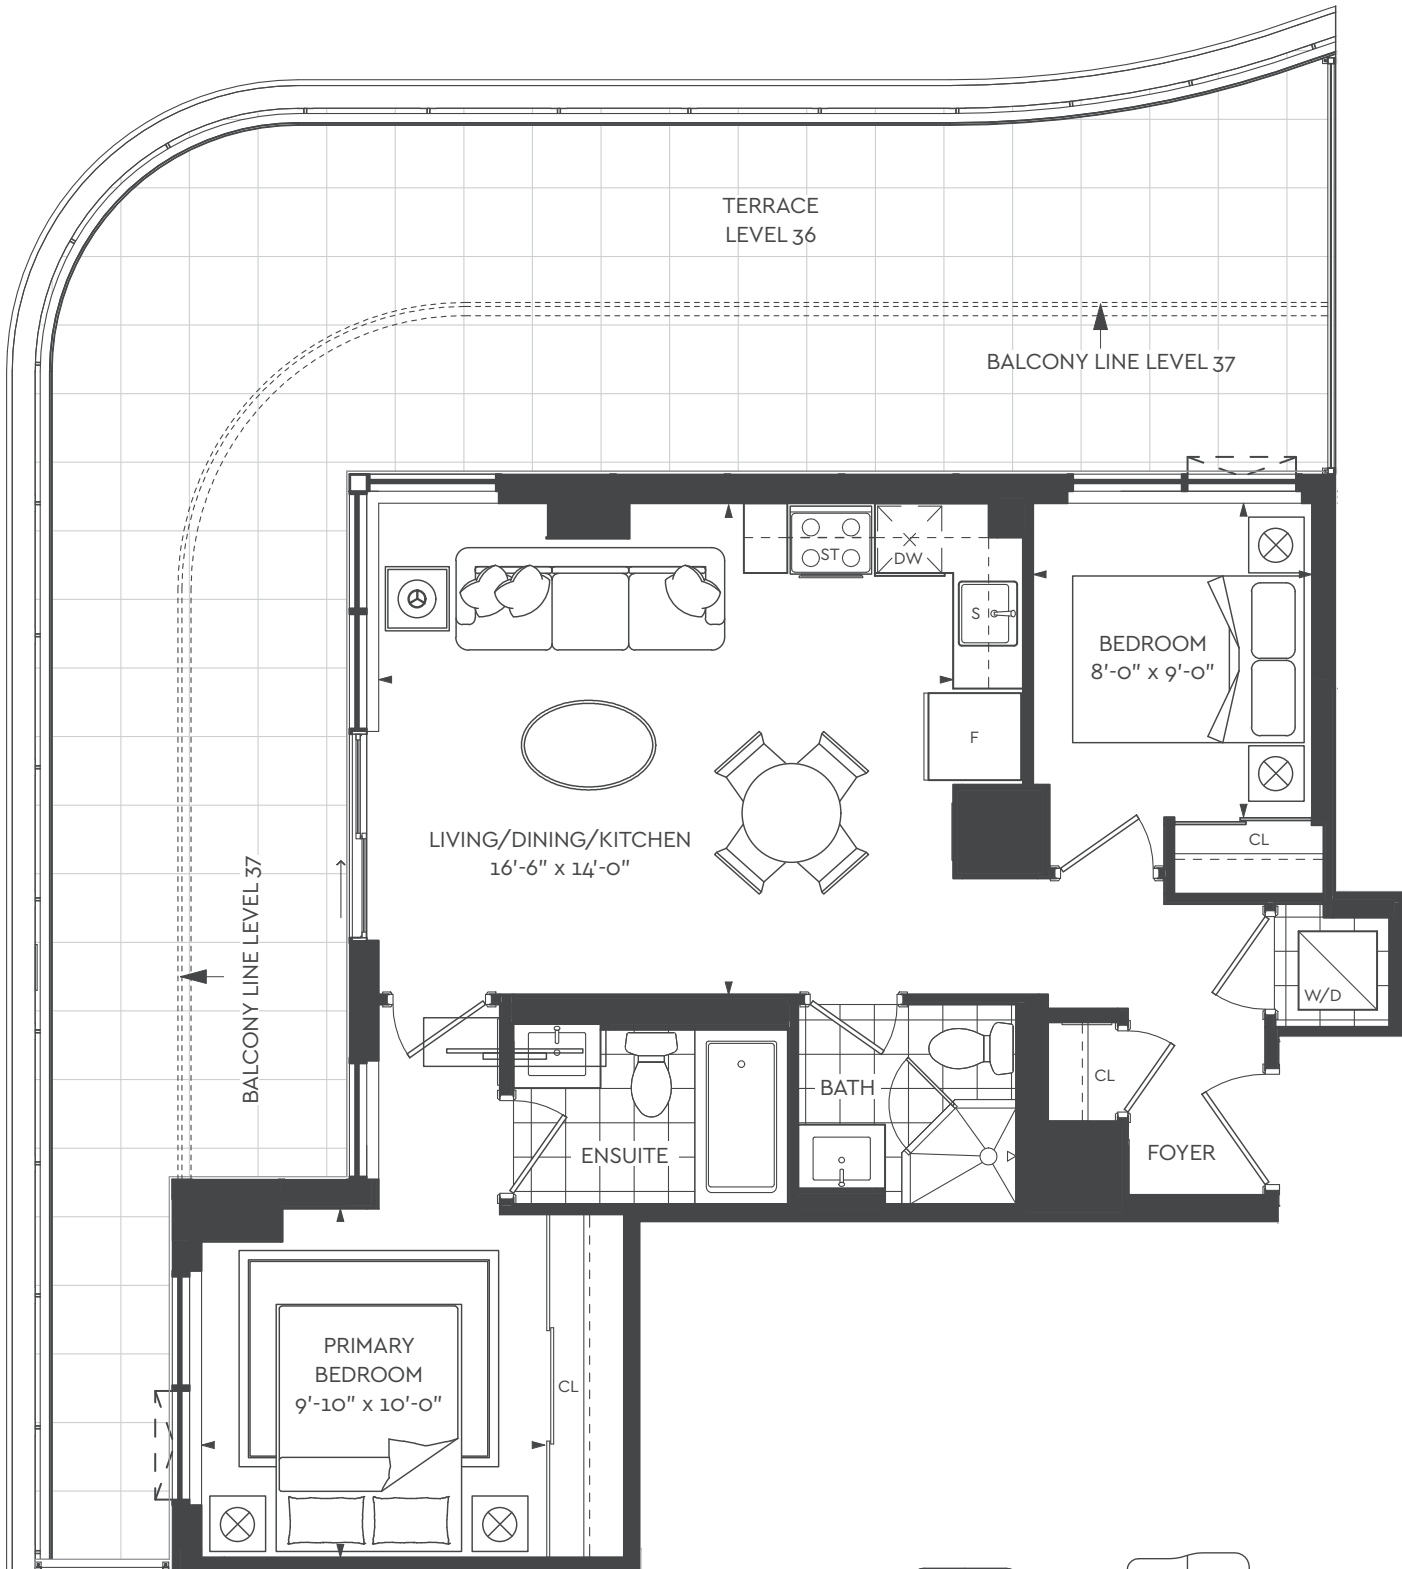 TERRACE
LEVEL 36
BALCONY LINE LEVEL 37
ST
DW
S
BEDROOM
8'-0" x 9'-0"
F
LIVING/DINING/KITCHEN
16'-6" x 14'-0"
CL
BALCONY LINE LEVEL 37
W/D
CL
BATH
ENSUITE
FOYER
PRIMARY
BEDROOM
9'-10" x 10'-0"
CL